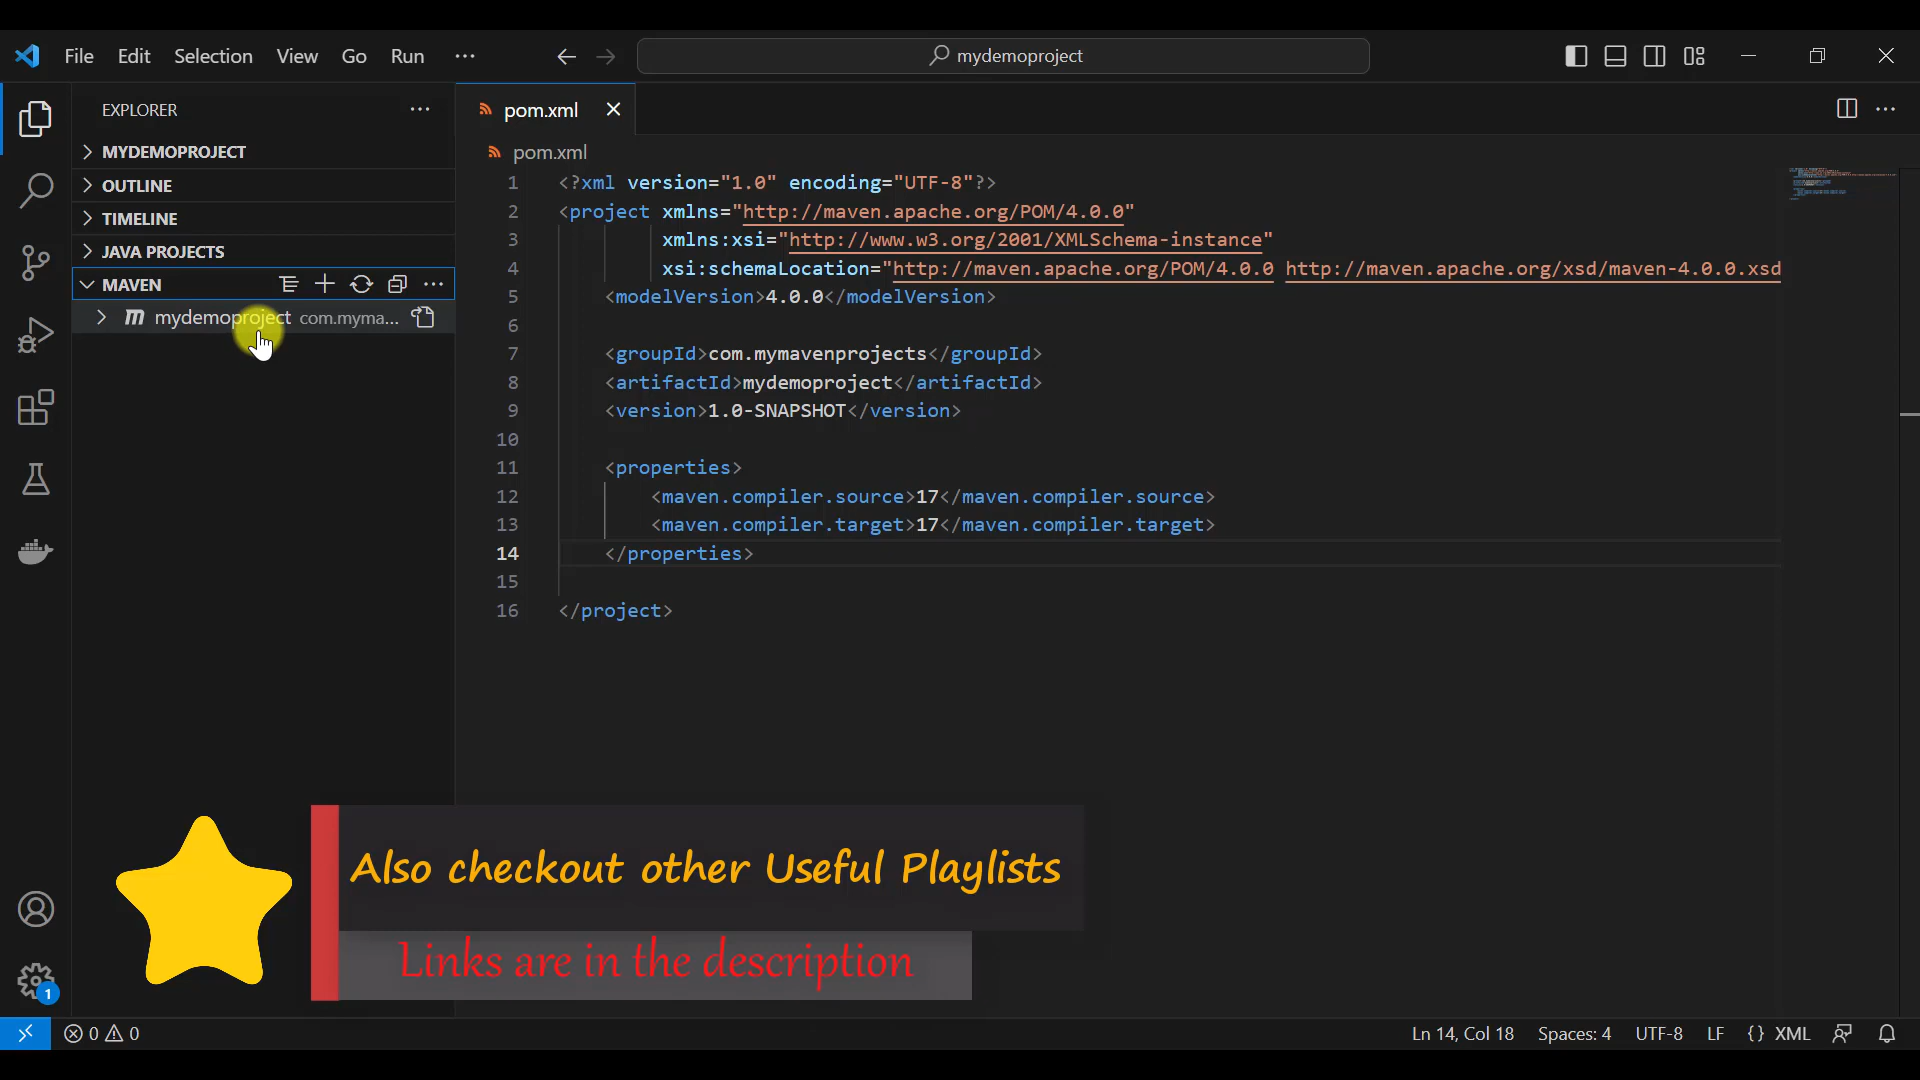 File Edit Selection View Go Run ···
mydemoproject
EXPLORER
MYDEMOPROJECT
OUTLINE
TIMELINE
JAVA PROJECTS
MAVEN
mydemoproject com.myma...
pom.xml
pom.xml
1 <?xml version="1.0" encoding="UTF-8"?>
2 <project xmlns="http://maven.apache.org/POM/4.0.0"
3 xmlns:xsi="http://www.w3.org/2001/XMLSchema-instance"
4 xsi:schemaLocation="http://maven.apache.org/POM/4.0.0 http://maven.apache.org/xsd/maven-4.0.0.xsd
5 <modelVersion>4.0.0</modelVersion>
6
7 <groupId>com.mymavenprojects</groupId>
8 <artifactId>mydemoproject</artifactId>
9 <version>1.0-SNAPSHOT</version>
10
11 <properties>
12 <maven.compiler.source>17</maven.compiler.source>
13 <maven.compiler.target>17</maven.compiler.target>
14 </properties>
15
16 </project>
Also checkout other Useful Playlists
Links are in the description
1
0 0
Ln 14, Col 18 Spaces: 4 UTF-8 LF {} XML